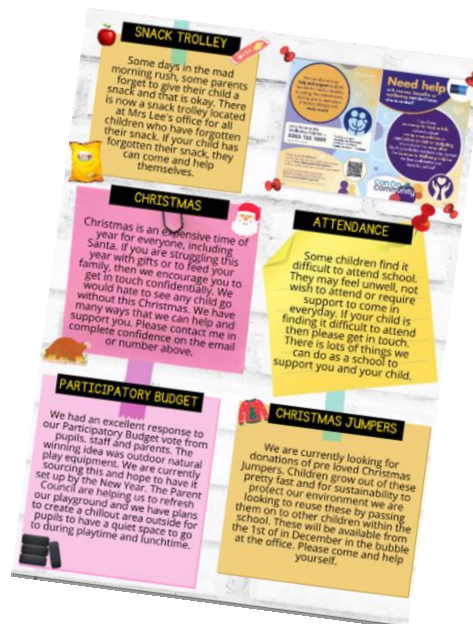 SNACK TROLLEY
Some days in the mad
morning rush, some parents
forget to give their child a
snack and that is okay. There
is now a snack trolley located
at Mrs Lee's office for all
children who have forgotten
their snack. If your child has
forgotten their snack, they
can come and help
themselves.
Need help
0303 123 1009
Can Do
Community
CHRISTMAS
Christmas is an expensive time of
year for everyone, including
Santa. If you are struggling this
year with gifts or to feed your
family, then we encourage you to
get in touch confidentially. We
would hate to see any child go
without this Christmas. We have
many ways that we can help and
support you. Please contact me in
complete confidence on the email
or number above.
ATTENDANCE
Some children find it
difficult to attend school.
They may feel unwell, not
wish to attend or require
support to come in
everyday. If your child is
finding it difficult to attend
then please get in touch.
There is lots of things we
can do as a school to
support you and your child.
PARTICIPATORY BUDGET
We had an excellent response to
our Participatory Budget vote from
pupils, staff and parents. The
winning idea was outdoor natural
play equipment. We are currently
sourcing this and hope to have it
set up by the New Year. The Parent
Council are helping us to refresh
our playground and we have plans
to create a chillout area outside for
pupils to have a quiet space to go
to during playtime and lunchtime.
CHRISTMAS JUMPERS
We are currently looking for
donations of pre loved Christmas
Jumpers. Children grow out of these
pretty fast and for sustainability to
protect our environment we are
looking to reuse these by passing
them on to other children within the
school. These will be available from
the 1st of in December in the bubble
at the office. Please come and help
yourself.